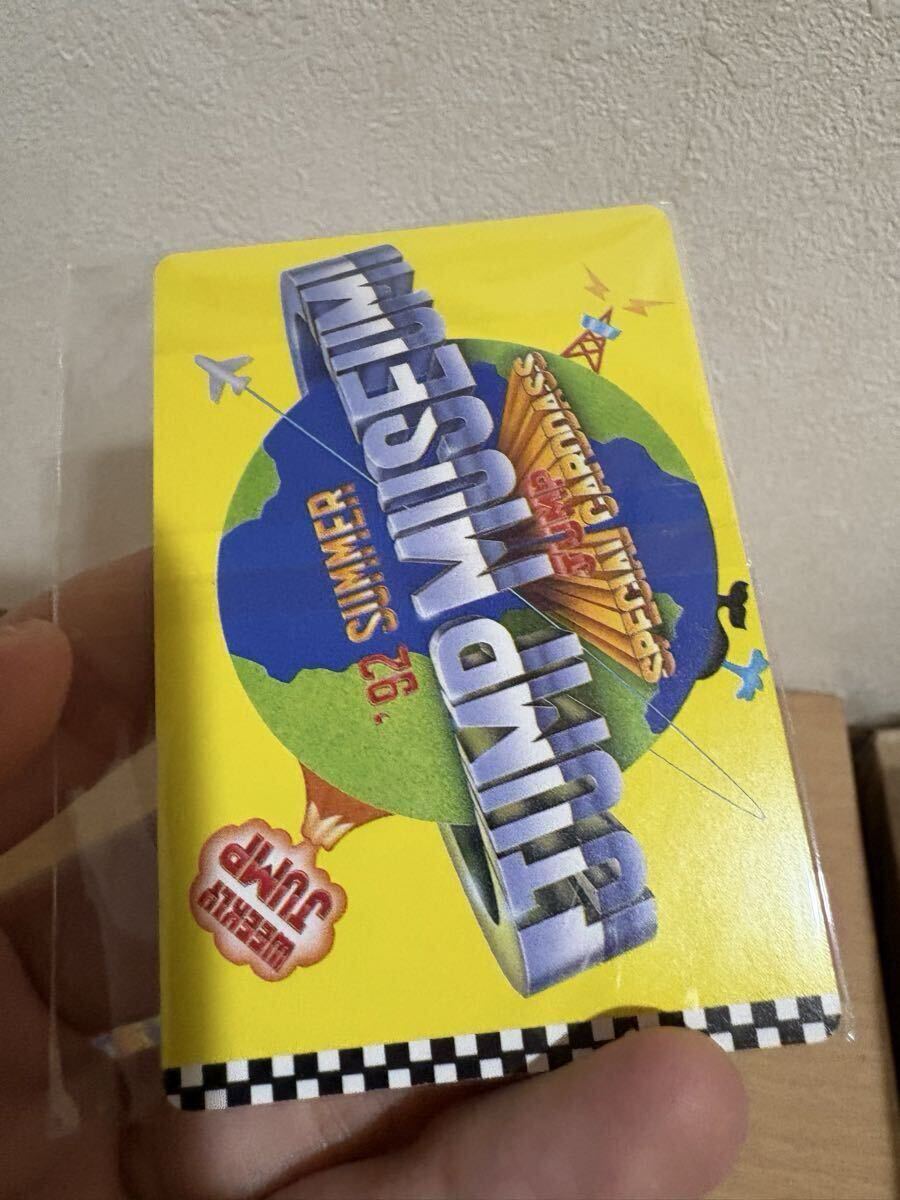 '92 SUMMER
JUMP MUSEUM
JUMP
SPECIAL CARDDASS
WEEKLY
JUMP